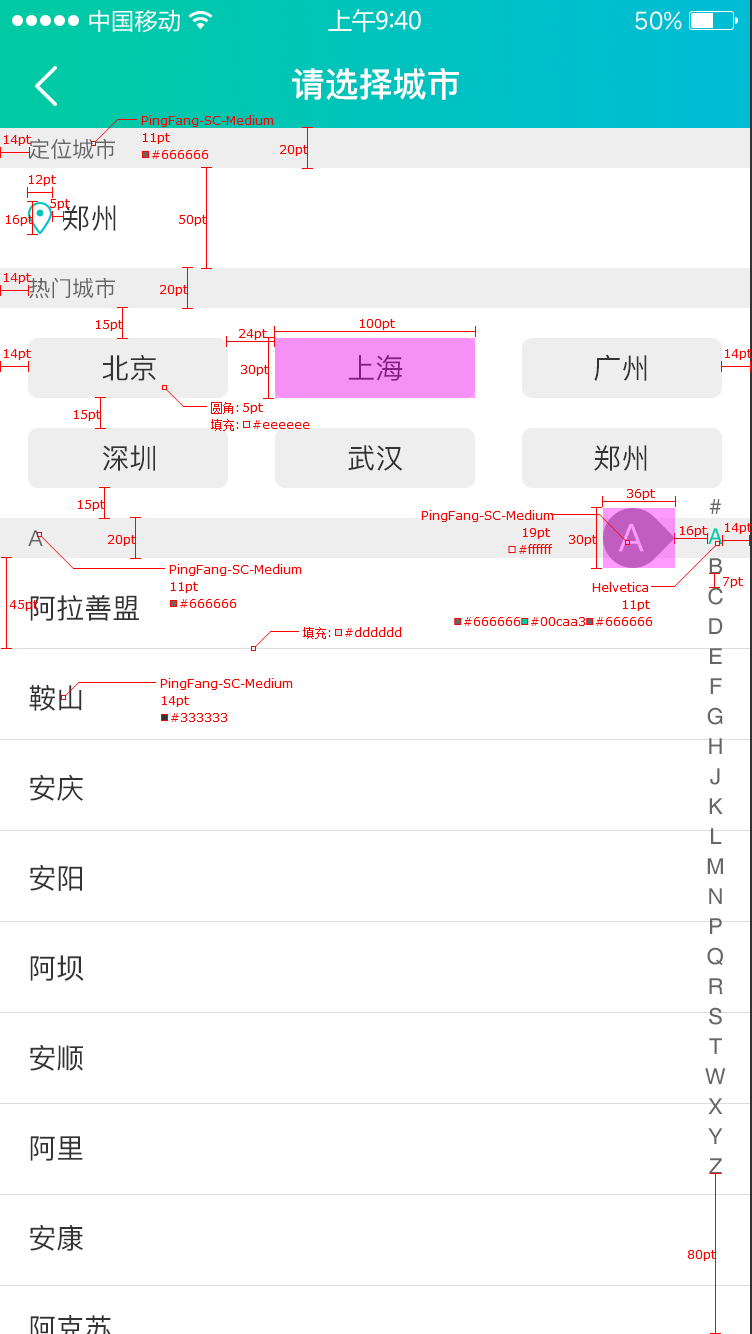 中国移动 上午9:40 50%
请选择城市
PingFang-SC-Medium
14pt 定位城市 11pt 20pt
#666666
12pt
5pt
16pt 郑州 50pt
14pt 热门城市 20pt
15pt
24pt 100pt
14pt 北京 30pt 上海 广州 14pt
15pt 圆角: 5pt
填充: #eeeeee
深圳 武汉 郑州
36pt
15pt #
PingFang-SC-Medium
A 20pt 19pt 30pt A 16pt A 14pt
#ffffff
PingFang-SC-Medium B
11pt Helvetica 7pt
45pt 阿拉善盟 #666666 11pt C
#666666 #00caa3 #666666 D
填充: #dddddd
E
PingFang-SC-Medium F
鞍山 14pt
#333333 G
H
安庆 J
K
L
安阳 M
N
P
阿坝 Q
R
S
安顺 T
W
X
阿里 Y
Z
安康 80pt
阿克苏